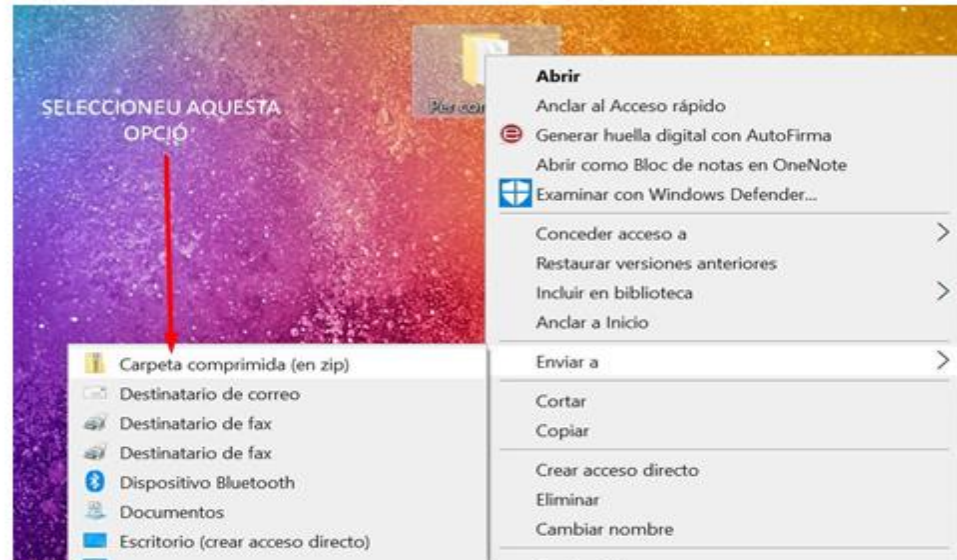 SELECCIONEU AQUESTA
OPCIÓ
Abrir
Anclar al Acceso rápido
Generar huella digital con AutoFirma
Abrir como Bloc de notas en OneNote
Examinar con Windows Defender...
Conceder acceso a
Restaurar versiones anteriores
Incluir en biblioteca
Anclar a Inicio
Enviar a
Cortar
Copiar
Crear acceso directo
Eliminar
Cambiar nombre
Carpeta comprimida (en zip)
Destinatario de correo
Destinatario de fax
Destinatario de fax
Dispositivo Bluetooth
Documentos
Escritorio (crear acceso directo)